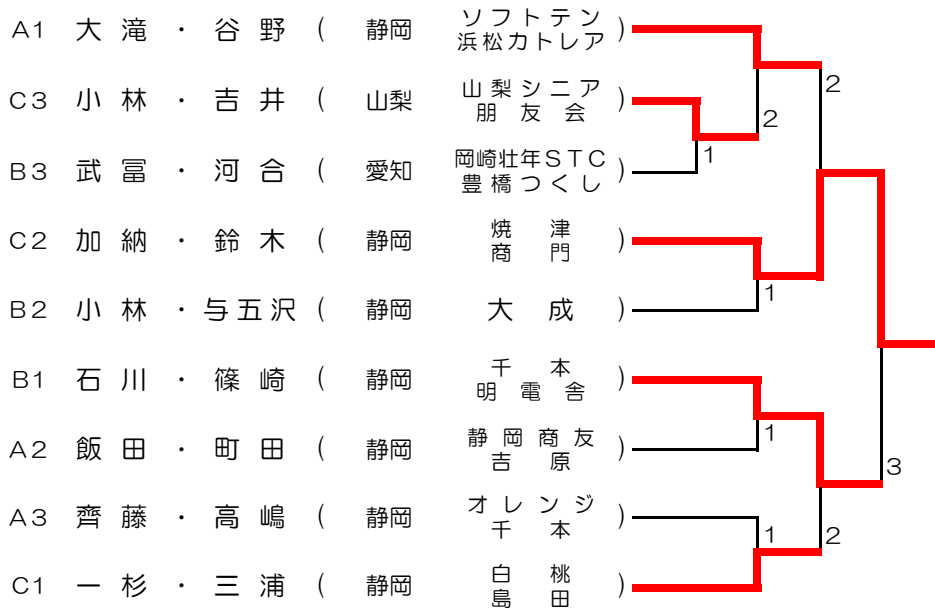 A1 大滝・谷野 ( 静岡 ソフトテン 浜松カトレア )
2
C3 小林・吉井 ( 山梨 山梨シニア 朋友会 )
2
1
B3 武冨・河合 ( 愛知 岡崎壮年STC 豊橋つくし )
C2 加納・鈴木 ( 静岡 焼津 商門 )
1
B2 小林・与五沢 ( 静岡 大成 )
B1 石川・篠崎 ( 静岡 千本 明電舎 )
1
A2 飯田・町田 ( 静岡 静岡商友 吉原 )
3
A3 齊藤・高嶋 ( 静岡 オレンジ 千本 )
1 2
C1 一杉・三浦 ( 静岡 白桃 島田 )